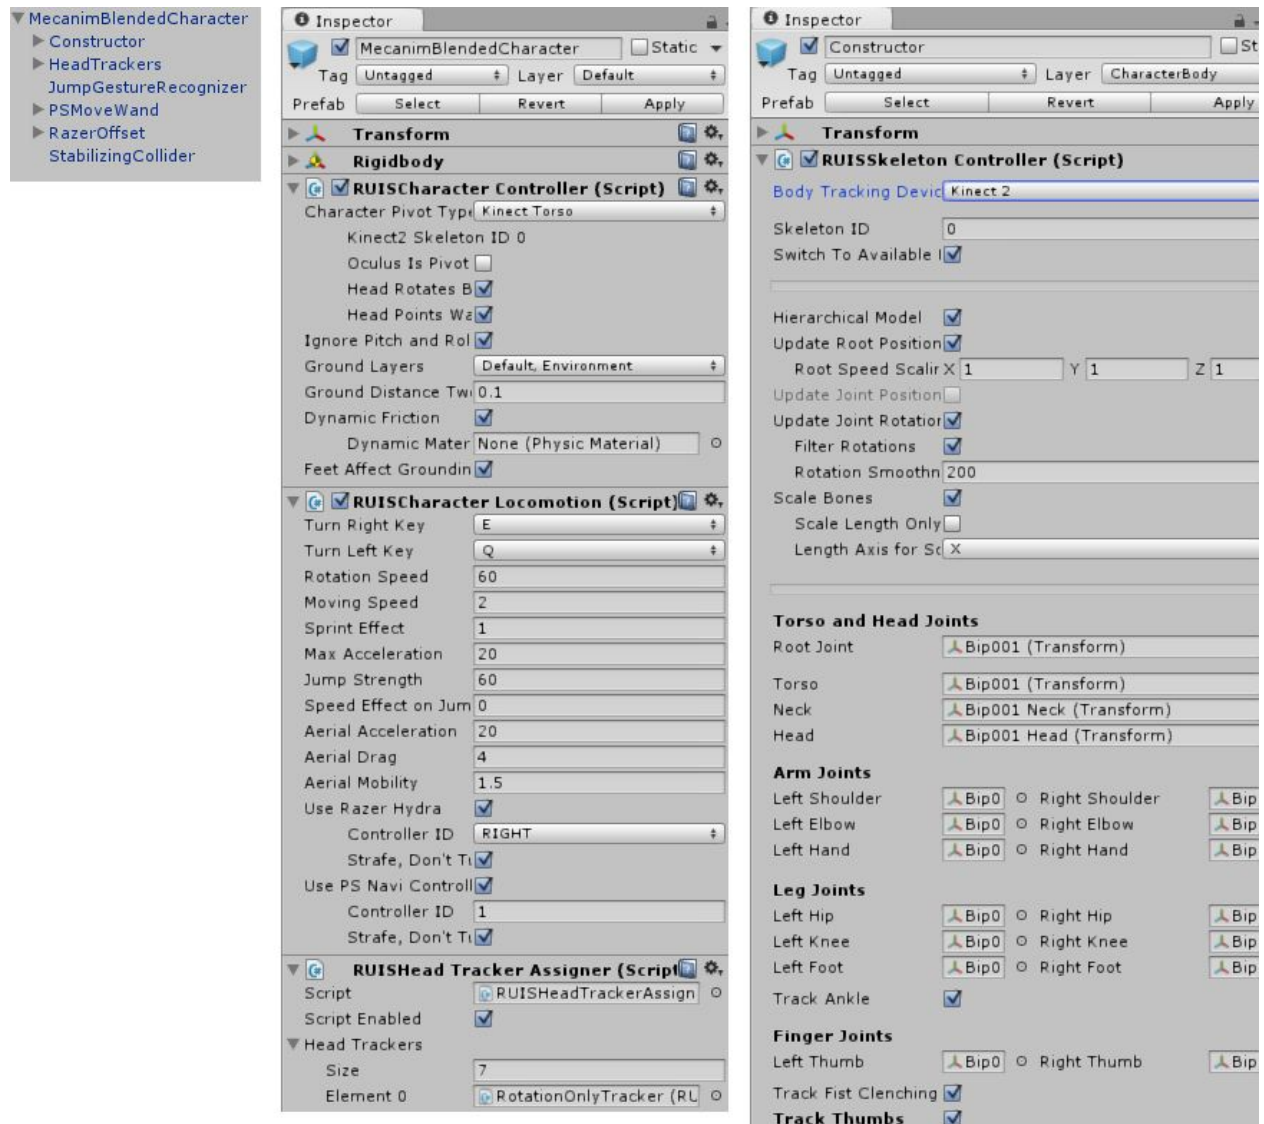 MecanimBlendedCharacter
Constructor
HeadTrackers
JumpGestureRecognizer
PSMoveWand
RazerOffset
StabilizingCollider
Inspector
MecanimBlendedCharacter Static
Tag Untagged Layer Default
Prefab Select Revert Apply
Transform
Rigidbody
RUISCharacter Controller (Script)
Character Pivot Type Kinect Torso
Kinect2 Skeleton ID 0
Oculus Is Pivot
Head Rotates B
Head Points Wa
Ignore Pitch and Rol
Ground Layers Default, Environment
Ground Distance Twe 0.1
Dynamic Friction
Dynamic Mater None (Physic Material)
Feet Affect Groundin
RUISCharacter Locomotion (Script)
Turn Right Key E
Turn Left Key Q
Rotation Speed 60
Moving Speed 2
Sprint Effect 1
Max Acceleration 20
Jump Strength 60
Speed Effect on Jum 0
Aerial Acceleration 20
Aerial Drag 4
Aerial Mobility 1.5
Use Razer Hydra
Controller ID RIGHT
Strafe, Don't Tu
Use PS Navi Controll
Controller ID 1
Strafe, Don't Tu
RUISHead Tracker Assigner (Script
Script RUISHeadTrackerAssign
Script Enabled
Head Trackers
Size 7
Element 0 RotationOnlyTracker (RU
Inspector
Constructor St
Tag Untagged Layer CharacterBody
Prefab Select Revert Apply
Transform
RUISSkeleton Controller (Script)
Body Tracking Devic Kinect 2
Skeleton ID 0
Switch To Available I
Hierarchical Model
Update Root Position
Root Speed Scalir X 1 Y 1 Z 1
Update Joint Position
Update Joint Rotation
Filter Rotations
Rotation Smoothn 200
Scale Bones
Scale Length Only
Length Axis for Sc X
Torso and Head Joints
Root Joint Bip001 (Transform)
Torso Bip001 (Transform)
Neck Bip001 Neck (Transform)
Head Bip001 Head (Transform)
Arm Joints
Left Shoulder Bip0 Right Shoulder Bip
Left Elbow Bip0 Right Elbow Bip
Left Hand Bip0 Right Hand Bip
Leg Joints
Left Hip Bip0 Right Hip Bip
Left Knee Bip0 Right Knee Bip
Left Foot Bip0 Right Foot Bip
Track Ankle
Finger Joints
Left Thumb Bip0 Right Thumb Bip
Track Fist Clenching
Track Thumbs